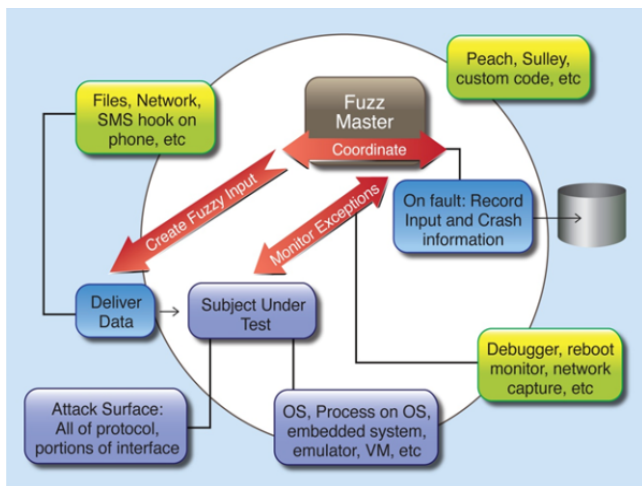 Peach, Sulley,
custom code, etc
Files, Network,
SMS hook on
phone, etc
Fuzz
Master
Coordinate
Create Fuzzy Input
Monitor Exceptions
On fault: Record
Input and Crash
information
Deliver
Data
Subject Under
Test
Debugger, reboot
monitor, network
capture, etc
Attack Surface:
All of protocol,
portions of interface
OS, Process on OS,
embedded system,
emulator, VM, etc